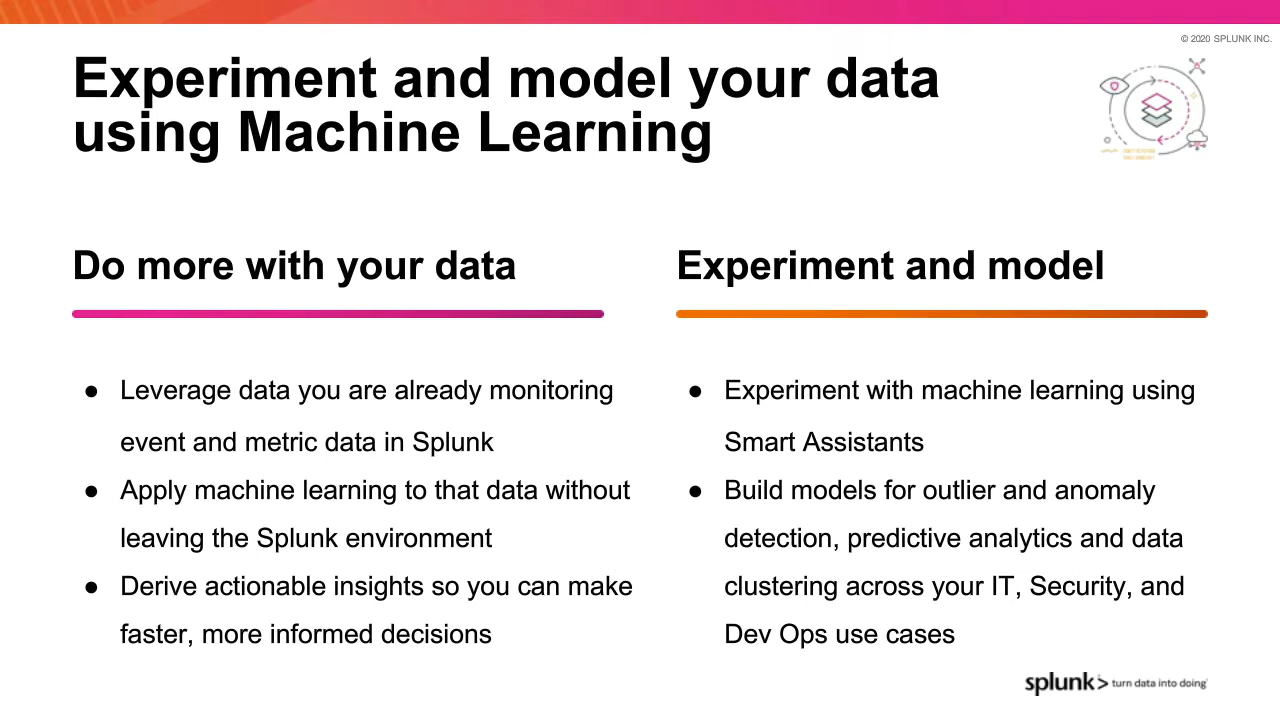 © 2020 SPLUNK INC.
Experiment and model your data
using Machine Learning
Do more with your data
● Leverage data you are already monitoring
event and metric data in Splunk
● Apply machine learning to that data without
leaving the Splunk environment
● Derive actionable insights so you can make
faster, more informed decisions
Experiment and model
● Experiment with machine learning using
Smart Assistants
● Build models for outlier and anomaly
detection, predictive analytics and data
clustering across your IT, Security, and
Dev Ops use cases
splunk> turn data into doing